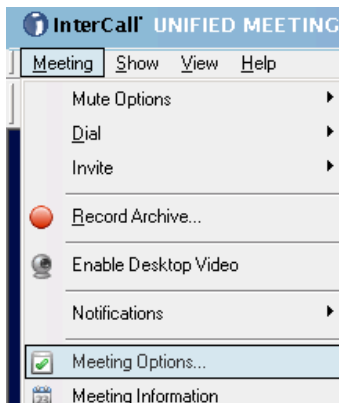 InterCall UNIFIED MEETING
Meeting Show View Help
Mute Options
Dial
Invite
Record Archive...
Enable Desktop Video
Notifications
Meeting Options...
23
Meeting Information